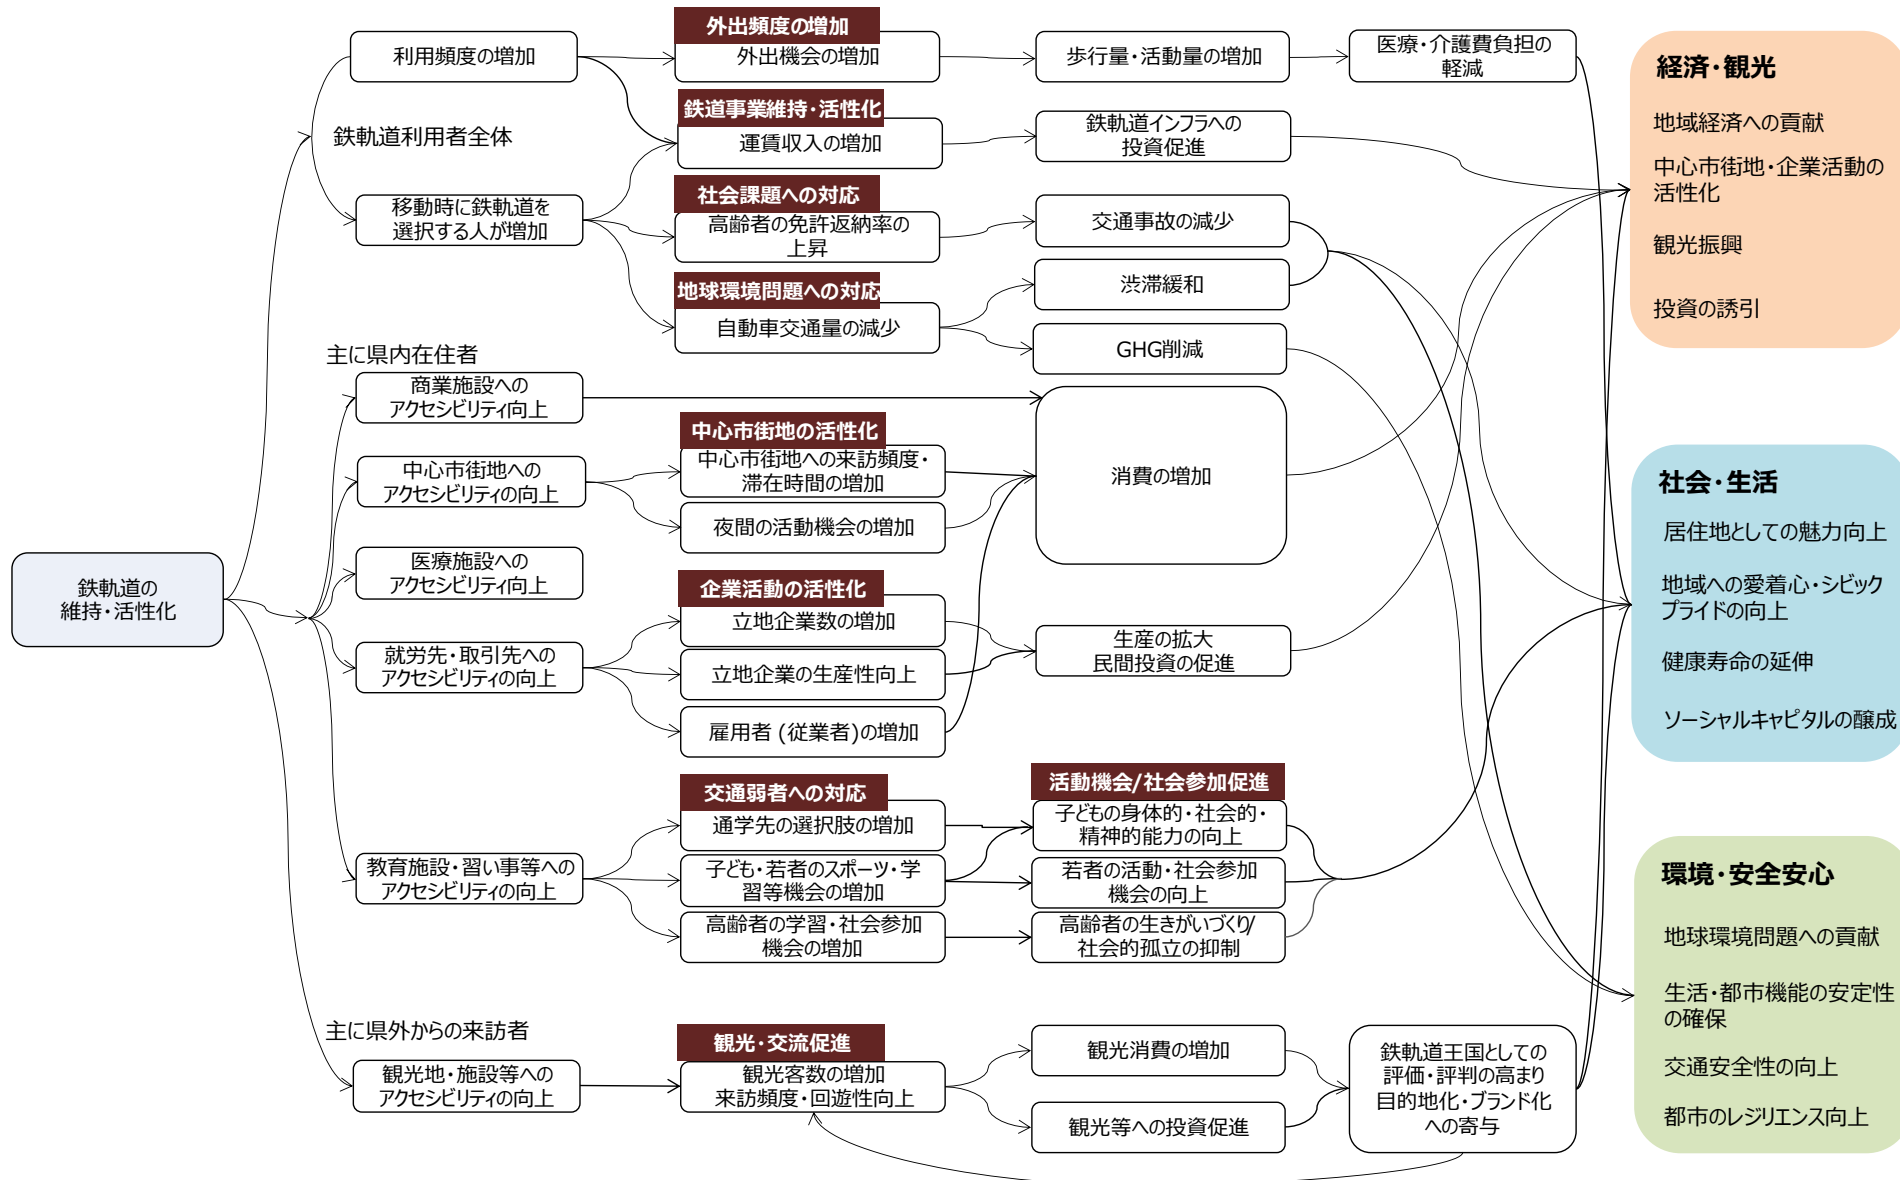 鉄軌道の
維持・活性化
鉄軌道利用者全体
利用頻度の増加
移動時に鉄軌道を
選択する人が増加
外出頻度の増加
外出機会の増加
鉄道事業維持・活性化
運賃収入の増加
社会課題への対応
高齢者の免許返納率の
上昇
地球環境問題への対応
自動車交通量の減少
歩行量・活動量の増加
医療・介護費負担の
軽減
鉄軌道インフラへの
投資促進
交通事故の減少
渋滞緩和
GHG削減
主に県内在住者
商業施設への
アクセシビリティ向上
中心市街地への
アクセシビリティの向上
医療施設への
アクセシビリティ向上
就労先・取引先への
アクセシビリティの向上
教育施設・習い事等への
アクセシビリティの向上
中心市街地の活性化
中心市街地への来訪頻度・
滞在時間の増加
夜間の活動機会の増加
企業活動の活性化
立地企業数の増加
立地企業の生産性向上
雇用者 (従業者)の増加
消費の増加
生産の拡大
民間投資の促進
交通弱者への対応
通学先の選択肢の増加
子ども・若者のスポーツ・学
習等機会の増加
高齢者の学習・社会参加
機会の増加
活動機会/社会参加促進
子どもの身体的・社会的・
精神的能力の向上
若者の活動・社会参加
機会の向上
高齢者の生きがいづくり/
社会的孤立の抑制
主に県外からの来訪者
観光地・施設等への
アクセシビリティの向上
観光・交流促進
観光客数の増加
来訪頻度・回遊性向上
観光消費の増加
観光等への投資促進
鉄軌道王国としての
評価・評判の高まり
目的地化・ブランド化
への寄与
経済・観光
地域経済への貢献
中心市街地・企業活動の
活性化
観光振興
投資の誘引
社会・生活
居住地としての魅力向上
地域への愛着心・シビック
プライドの向上
健康寿命の延伸
ソーシャルキャピタルの醸成
環境・安全安心
地球環境問題への貢献
生活・都市機能の安定性
の確保
交通安全性の向上
都市のレジリエンス向上